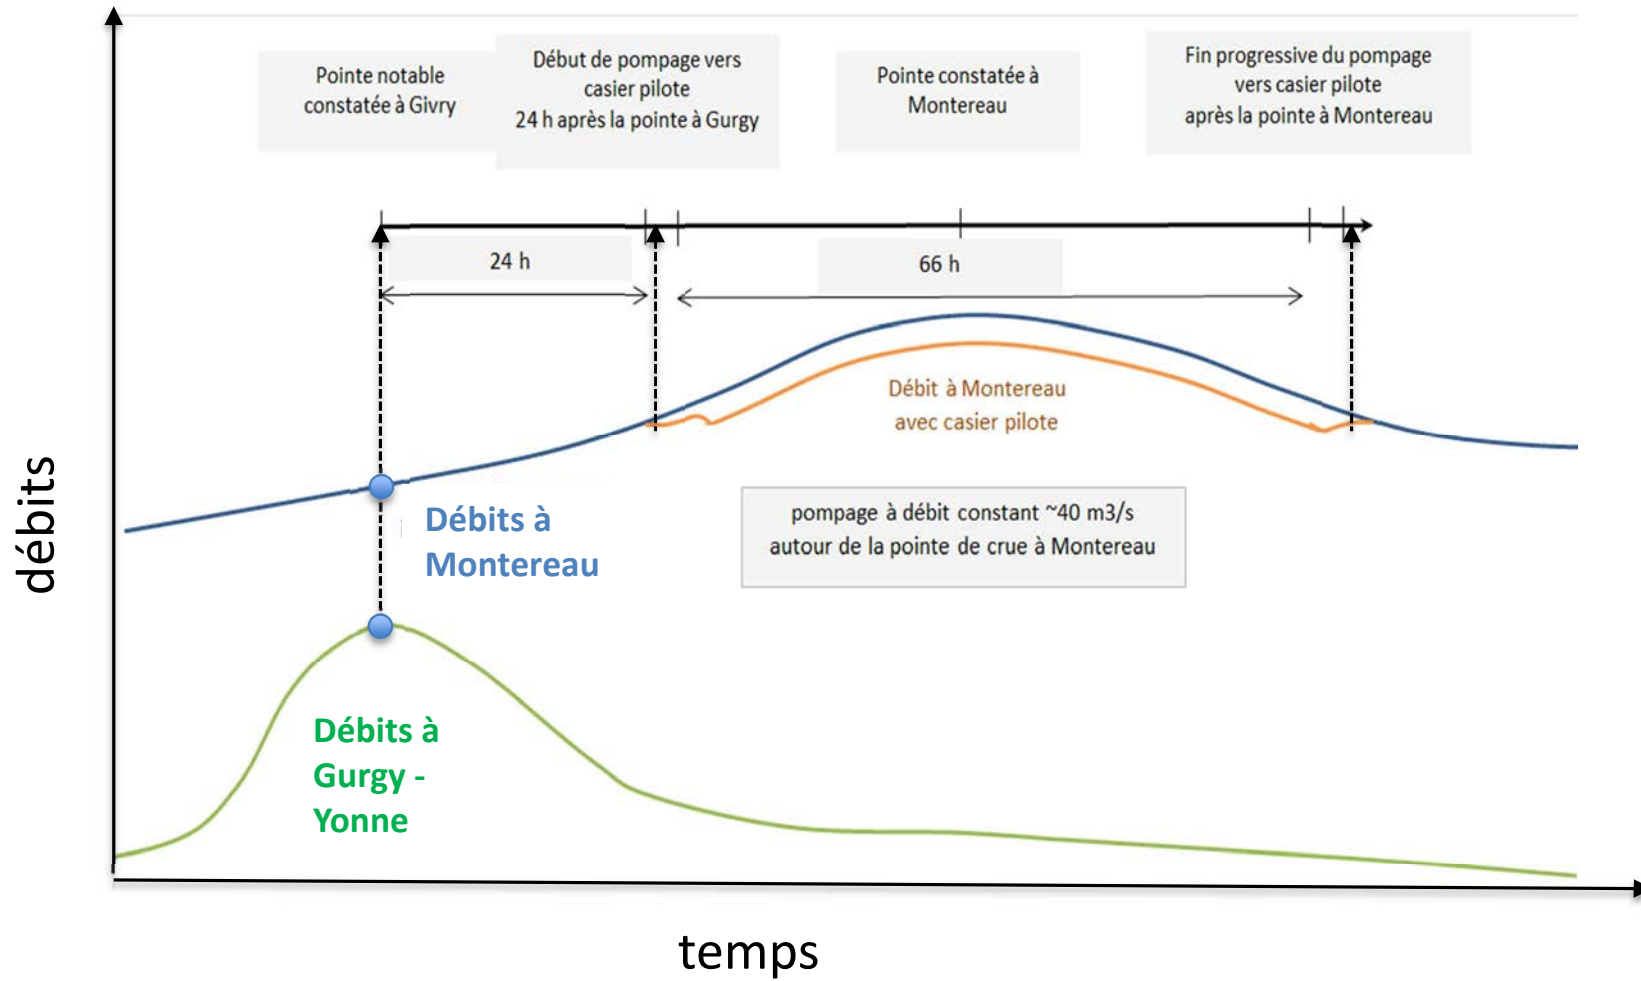 Pointe notable
constatée à Givry
Début de pompage vers
casier pilote
24 h après la pointe à Gurgy
Pointe constatée à
Montereau
Fin progressive du pompage
vers casier pilote
après la pointe à Montereau
24 h
66 h
Débit à Montereau
avec casier pilote
Débits à
Montereau
pompage à débit constant ~40 m3/s
autour de la pointe de crue à Montereau
Débits à
Gurgy -
Yonne
débits
temps